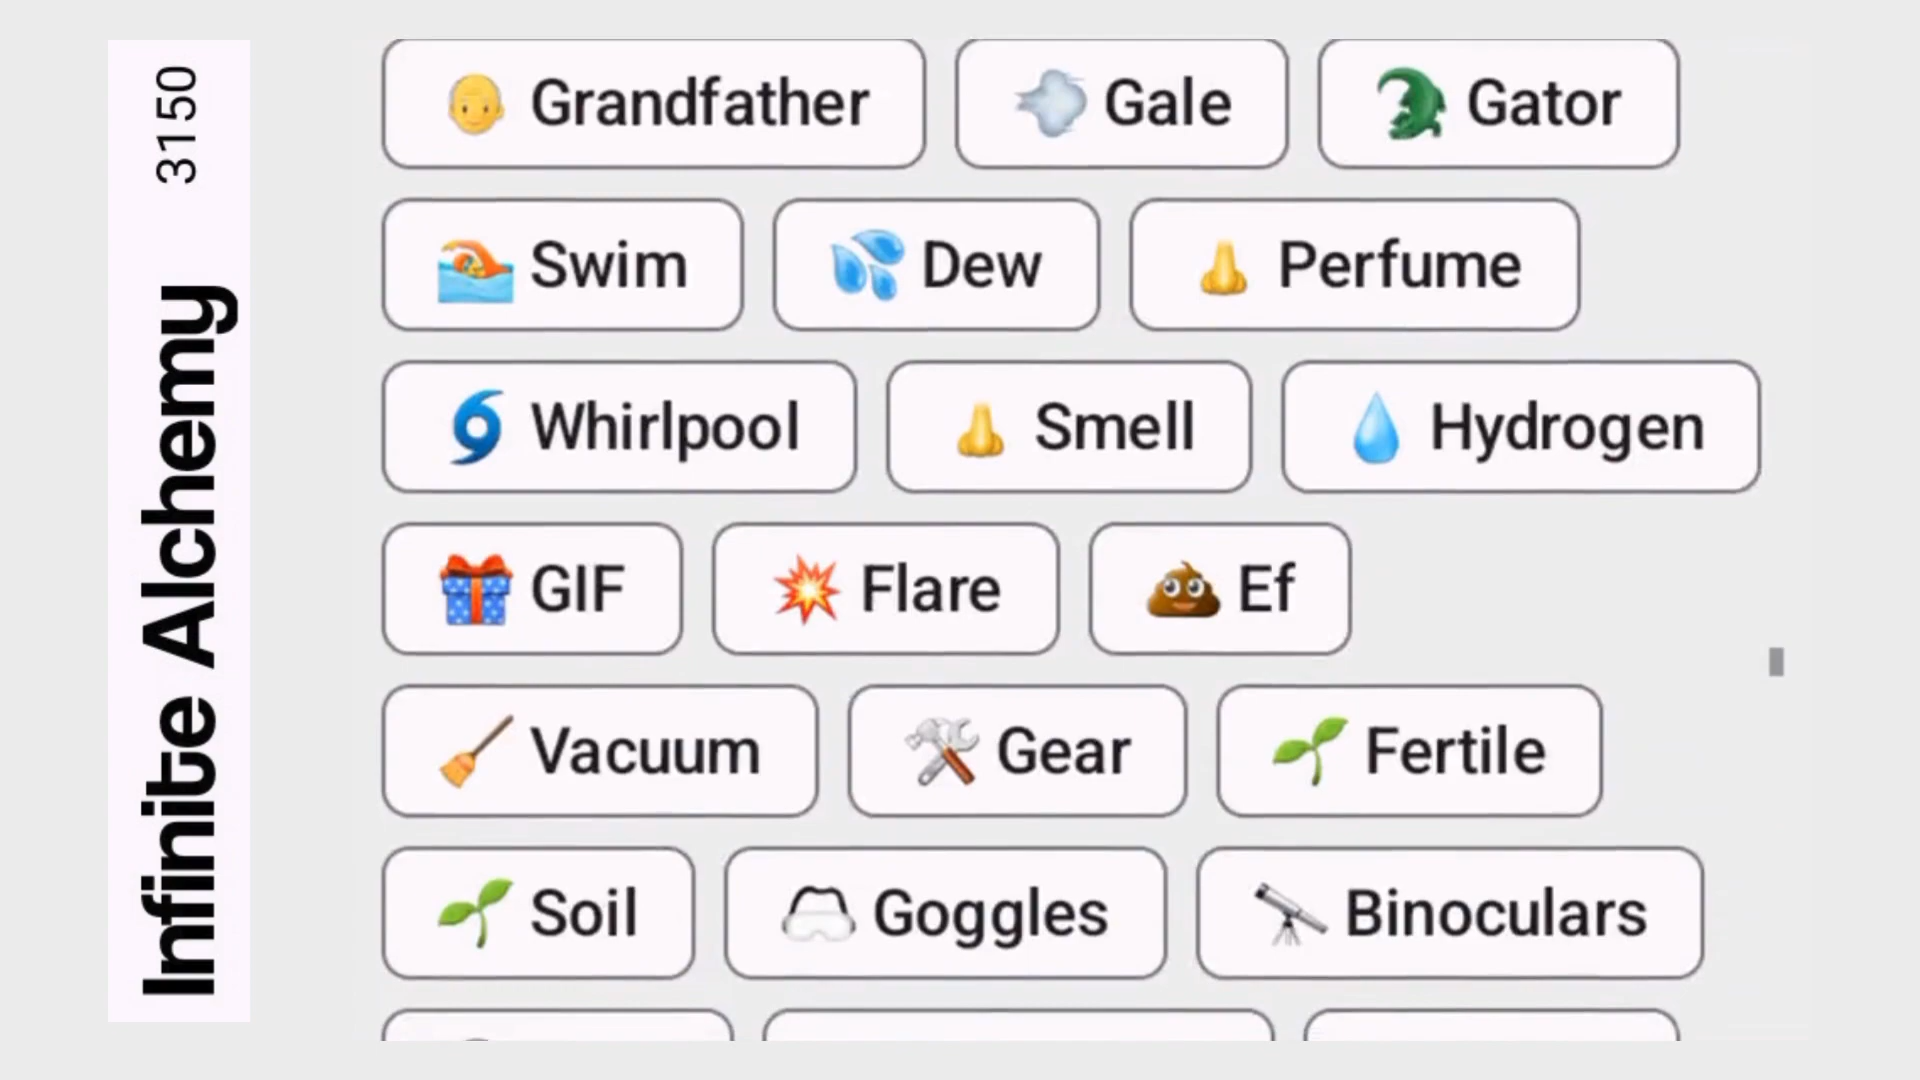 Infinite Alchemy 3150
Grandfather Gale Gator
Swim Dew Perfume
Whirlpool Smell Hydrogen
GIF Flare Ef
Vacuum Gear Fertile
Soil Goggles Binoculars